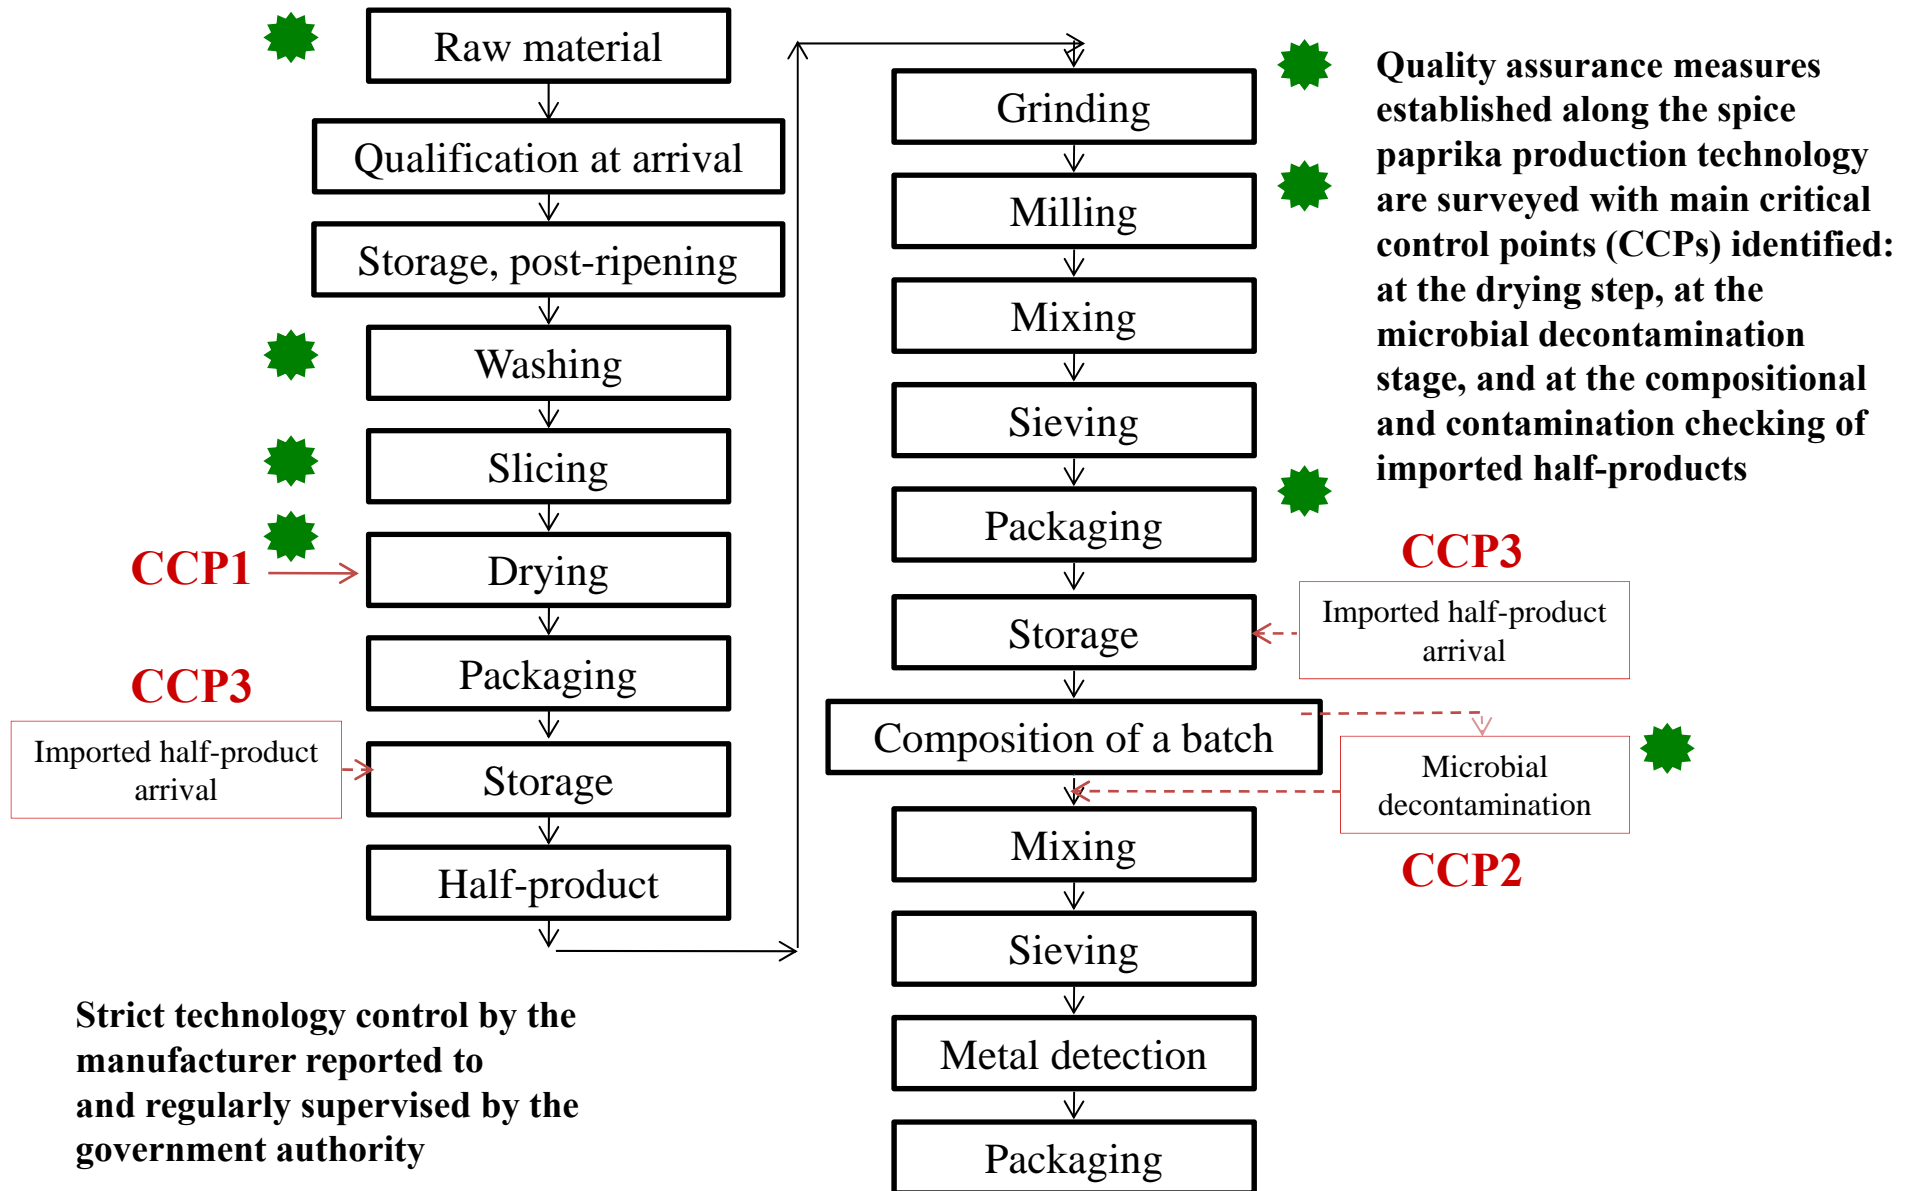 Raw material
Qualification at arrival
Storage, post-ripening
Washing
Slicing
CCP1
Drying
Packaging
CCP3
Imported half-product
arrival
Storage
Half-product
Strict technology control by the
manufacturer reported to
and regularly supervised by the
government authority
Grinding
Milling
Mixing
Sieving
Packaging
Storage
Composition of a batch
Mixing
Sieving
Metal detection
Packaging
Quality assurance measures
established along the spice
paprika production technology
are surveyed with main critical
control points (CCPs) identified:
at the drying step, at the
microbial decontamination
stage, and at the compositional
and contamination checking of
imported half-products
CCP3
Imported half-product
arrival
Microbial
decontamination
CCP2